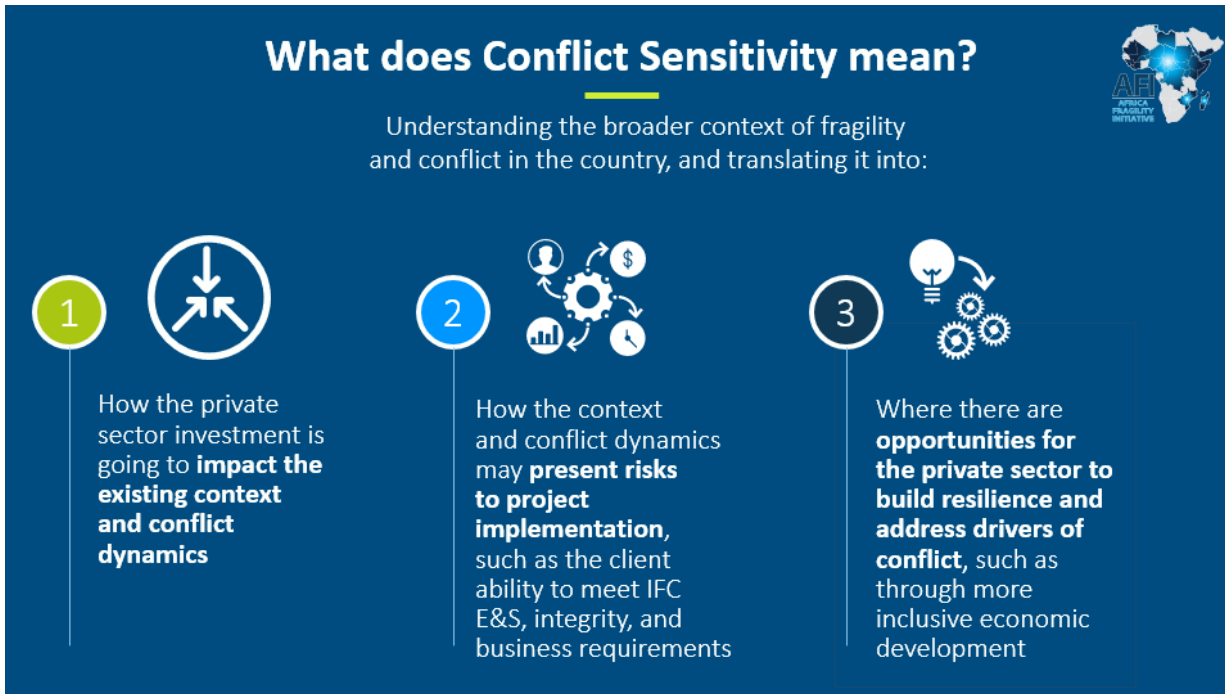 What does Conflict Sensitivity mean?
AFI
AFRICA
FRAGILITY
INITIATIVE
Understanding the broader context of fragility
and conflict in the country, and translating it into:
1
How the private
sector investment is
going to impact the
existing context
and conflict
dynamics
2
$
How the context
and conflict dynamics
may present risks
to project
implementation,
such as the client
ability to meet IFC
E&S, integrity, and
business requirements
3
Where there are
opportunities for
the private sector to
build resilience and
address drivers of
conflict, such as
through more
inclusive economic
development